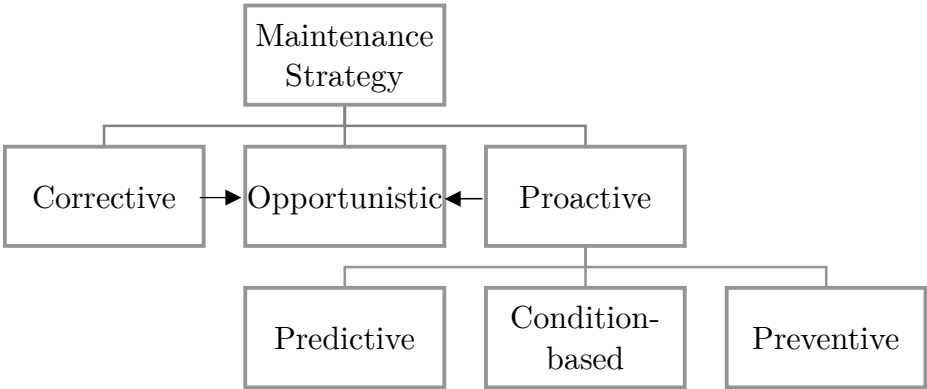 Maintenance
Strategy
Corrective
Opportunistic
Proactive
Predictive
Condition-
based
Preventive